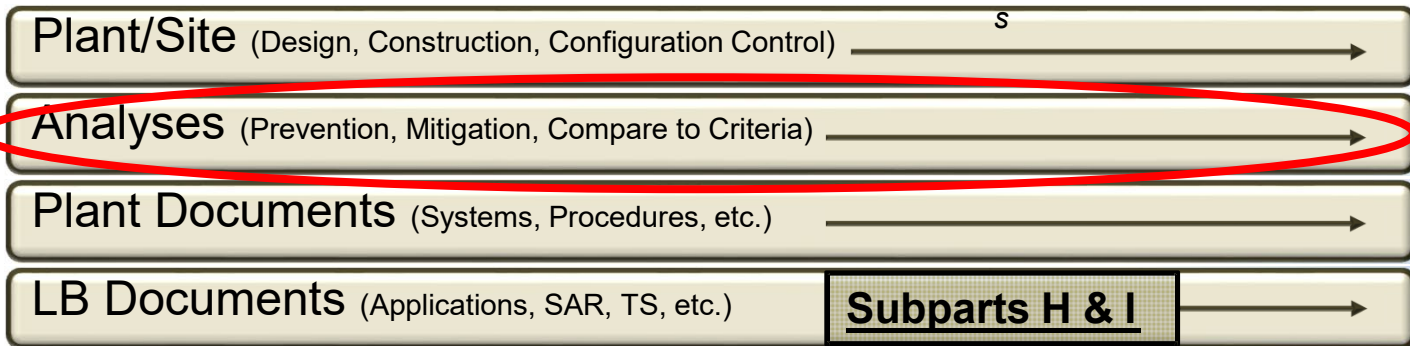 s
Plant/Site (Design, Construction, Configuration Control)
Analyses (Prevention, Mitigation, Compare to Criteria)
Plant Documents (Systems, Procedures, etc.)
LB Documents (Applications, SAR, TS, etc.) Subparts H & I